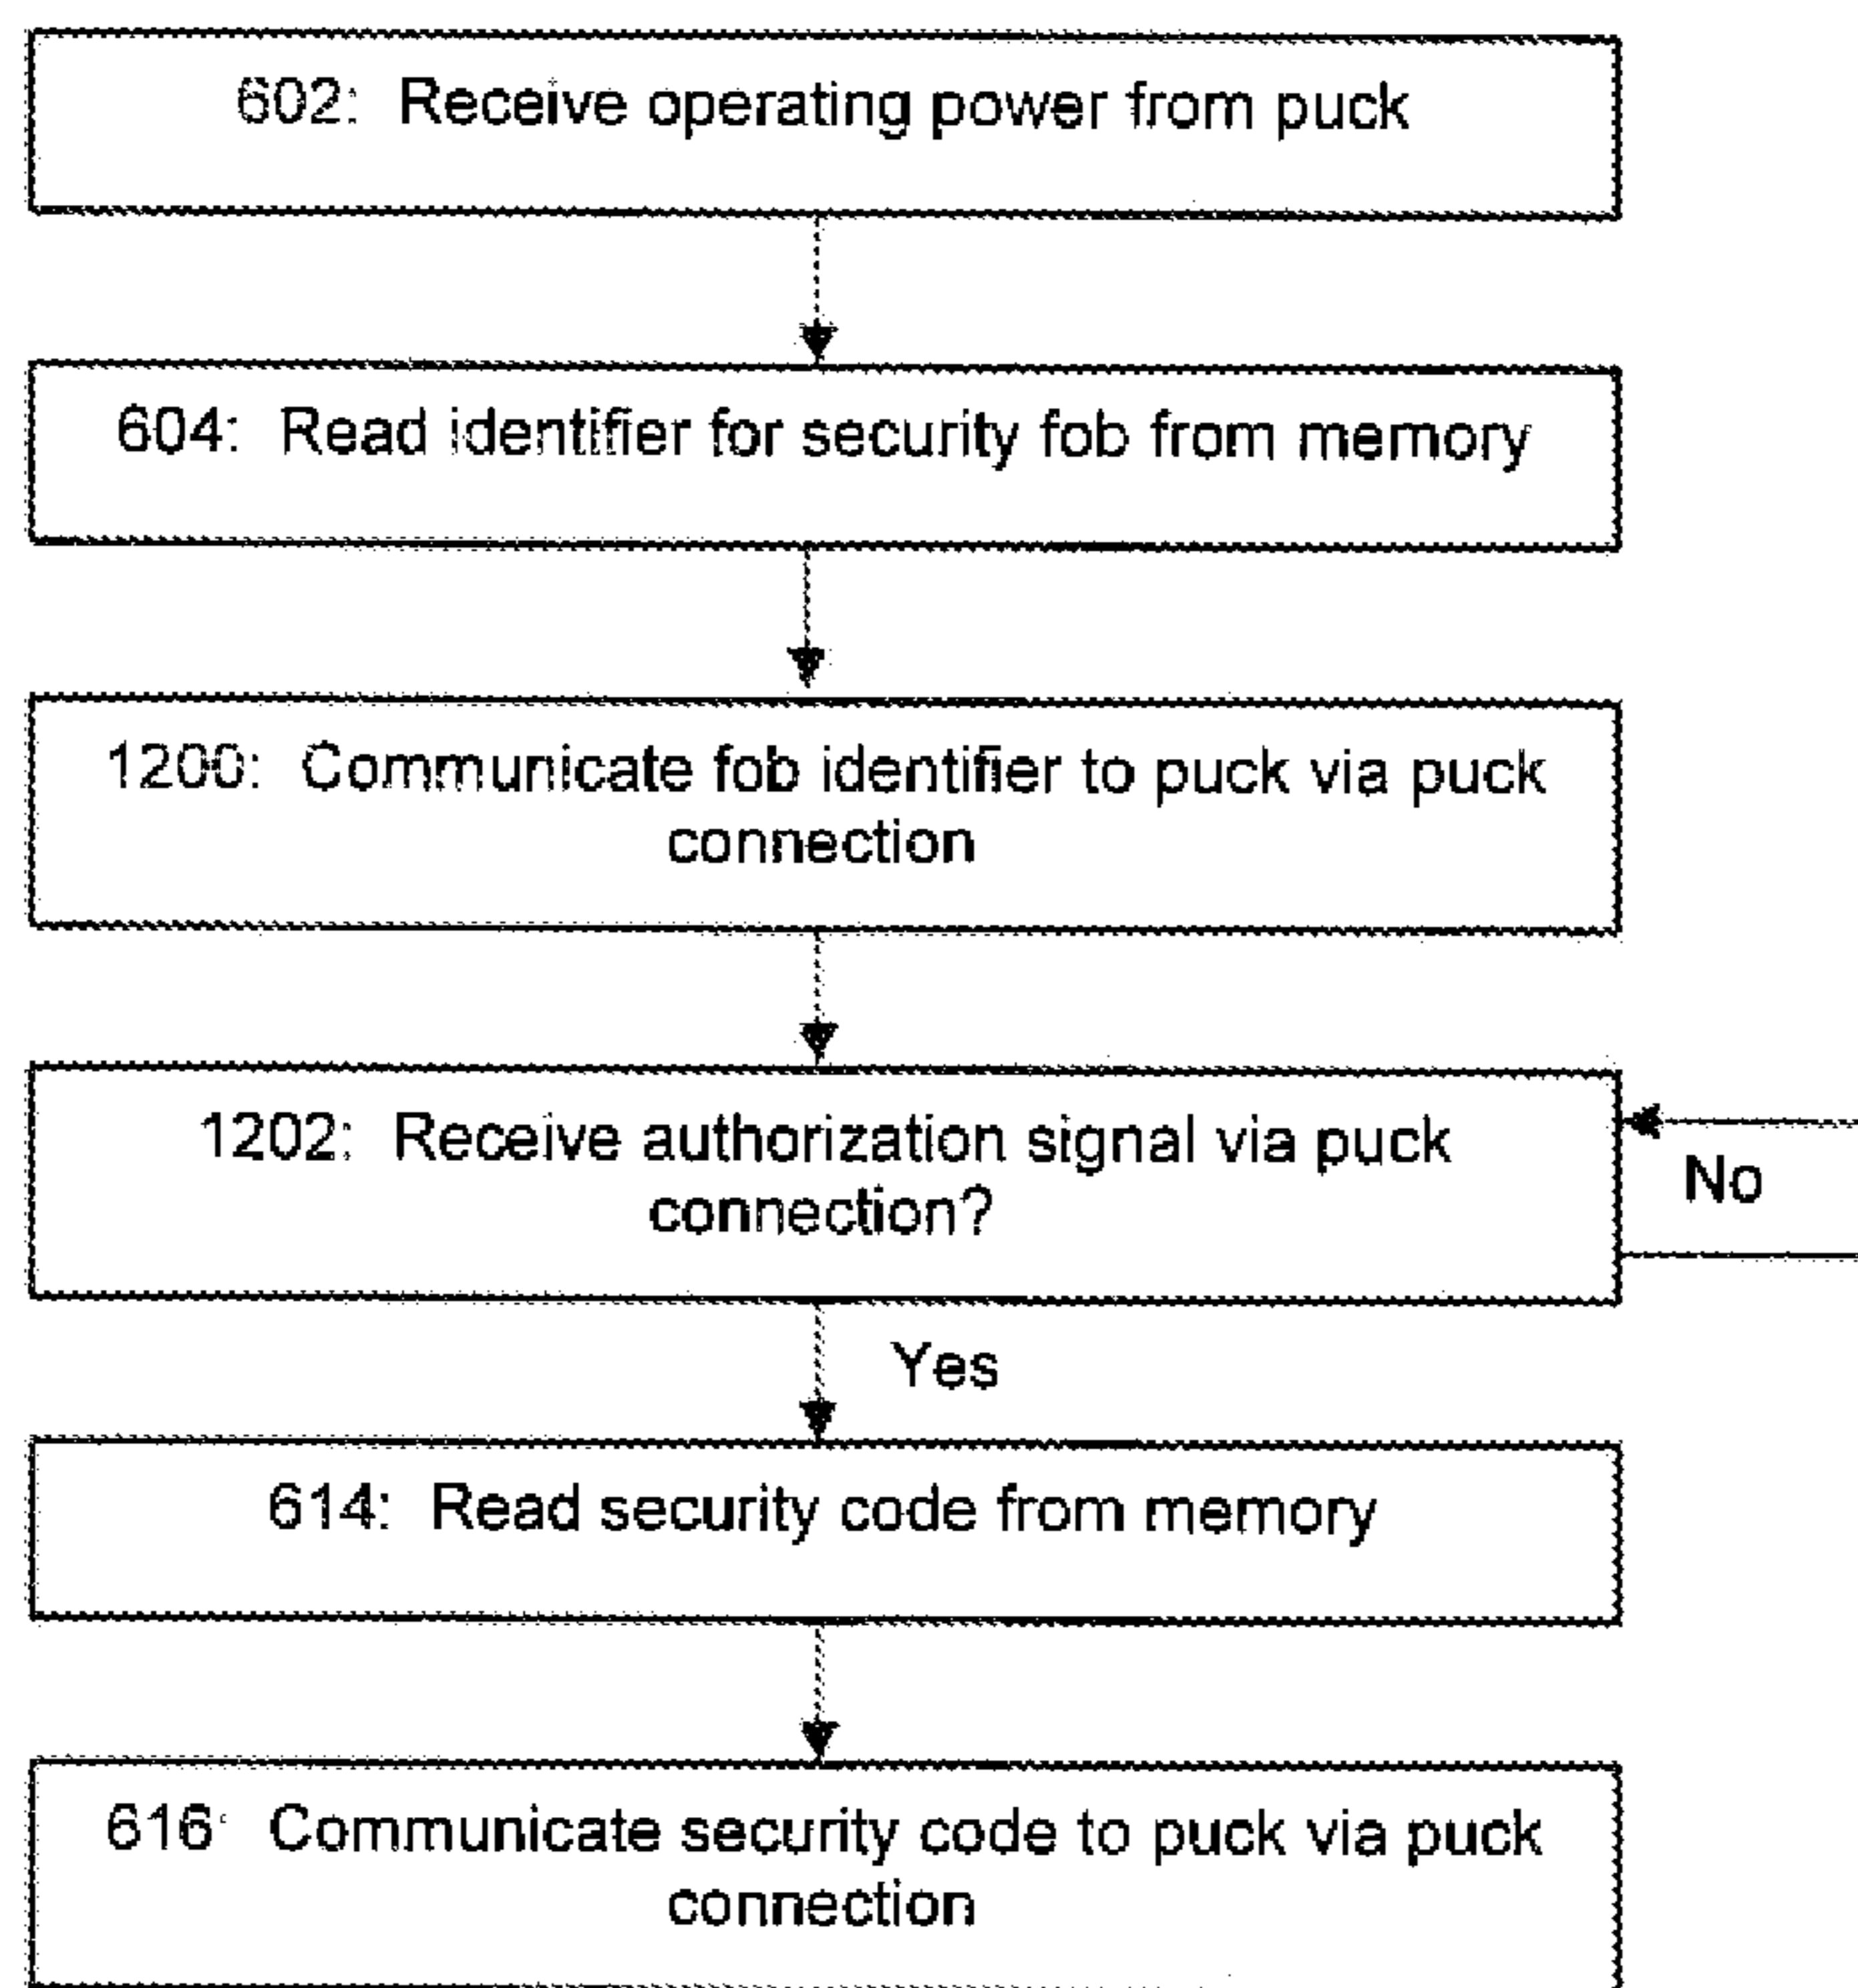 602: Receive operating power from puck
604: Read identifier for security fob from memory
1200: Communicate fob identifier to puck via puck
connection
1202: Receive authorization signal via puck
connection?
No
Yes
614: Read security code from memory
616: Communicate security code to puck via puck
connection